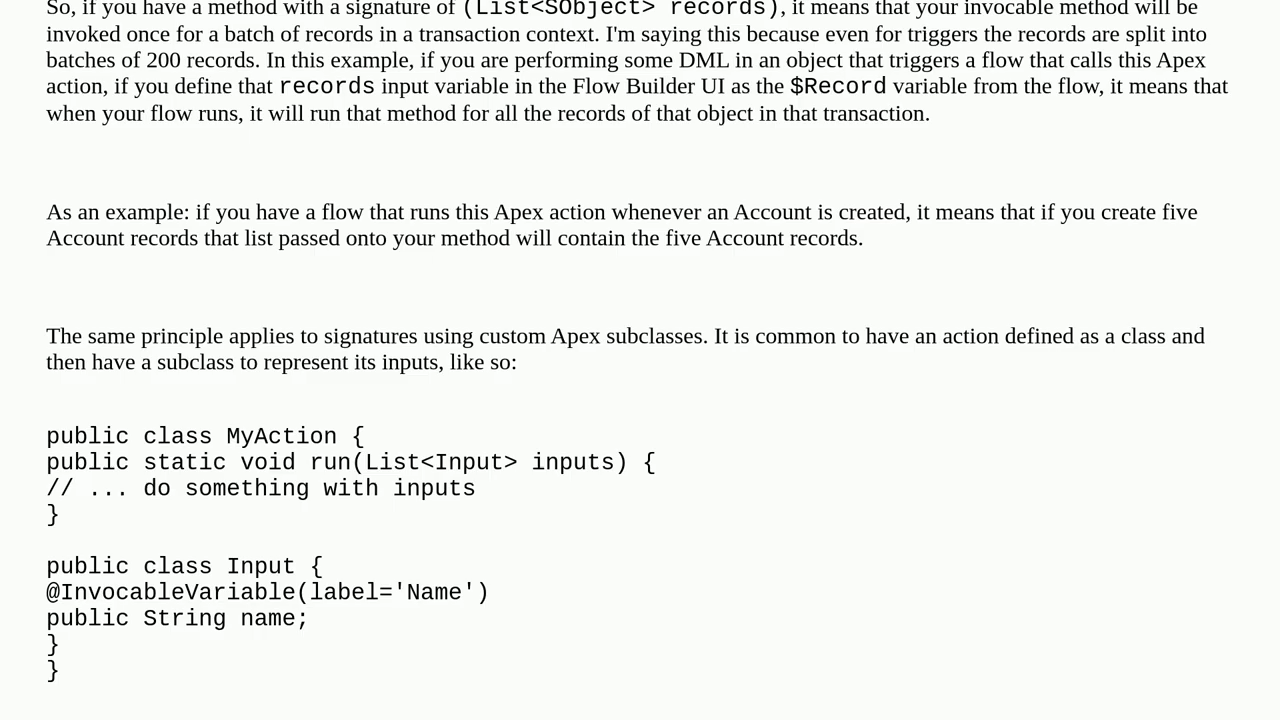 So, if you have a method with a signature of (List<SObject> records), it means that your invocable method will be
invoked once for a batch of records in a transaction context. I'm saying this because even for triggers the records are split into
batches of 200 records. In this example, if you are performing some DML in an object that triggers a flow that calls this Apex
action, if you define that records input variable in the Flow Builder UI as the $Record variable from the flow, it means that
when your flow runs, it will run that method for all the records of that object in that transaction.
As an example: if you have a flow that runs this Apex action whenever an Account is created, it means that if you create five
Account records that list passed onto your method will contain the five Account records.
The same principle applies to signatures using custom Apex subclasses. It is common to have an action defined as a class and
then have a subclass to represent its inputs, like so:
public class MyAction {
public static void run(List<Input> inputs) {
// ... do something with inputs
}
public class Input {
@InvocableVariable(label='Name')
public String name;
}
}